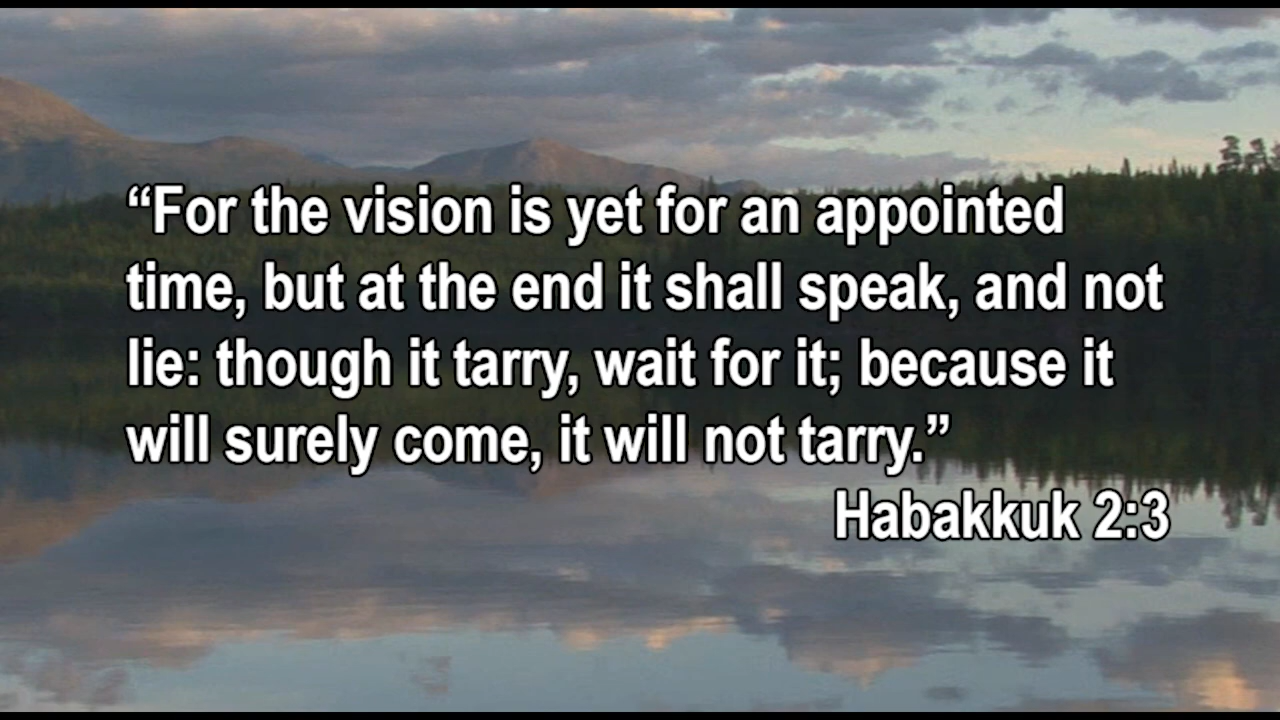 “For the vision is yet for an appointed
time, but at the end it shall speak, and not
lie: though it tarry, wait for it; because it
will surely come, it will not tarry.”
Habakkuk 2:3